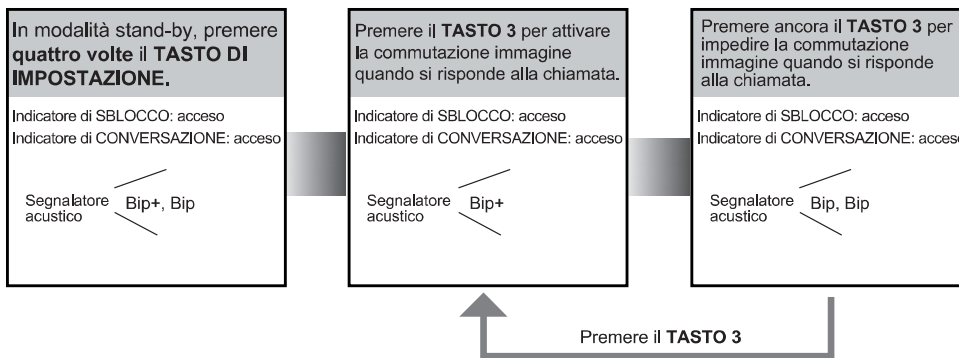 In modalità stand-by, premere
quattro volte il TASTO DI
IMPOSTAZIONE.
Indicatore di SBLOCCO: acceso
Indicatore di CONVERSAZIONE: acceso
Segnalatore
acustico
Bip+, Bip
Premere il TASTO 3 per attivare
la commutazione immagine
quando si risponde alla chiamata.
Indicatore di SBLOCCO: acceso
Indicatore di CONVERSAZIONE: acceso
Segnalatore
acustico
Bip+
Premere ancora il TASTO 3 per
impedire la commutazione
immagine quando si risponde
alla chiamata.
Indicatore di SBLOCCO: acceso
Indicatore di CONVERSAZIONE: acceso
Segnalatore
acustico
Bip, Bip
Premere il TASTO 3